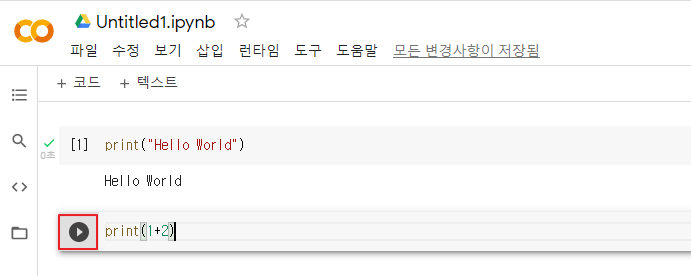 Untitled1.ipynb
파일 수정 보기 삽입 런타임 도구 도움말 모든 변경사항이 저장됨
+ 코드 + 텍스트
[1] print("Hello World")
0초
Hello World
print(1+2)